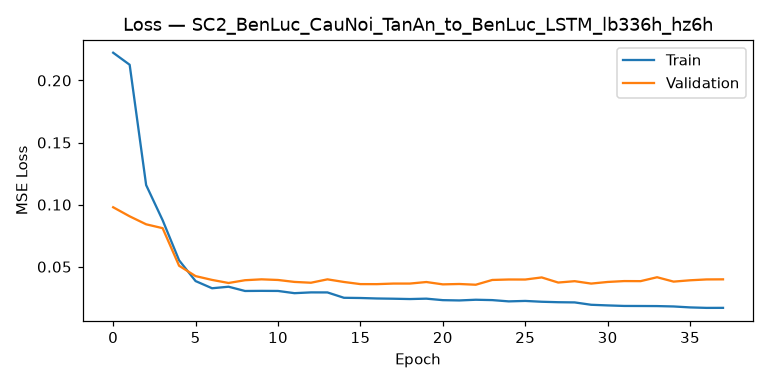 Loss — SC2_BenLuc_CauNoi_TanAn_to_BenLuc_LSTM_lb336h_hz6h
Train
Validation
MSE Loss
0.20
0.15
0.10
0.05
0 5 10 15 20 25 30 35
Epoch